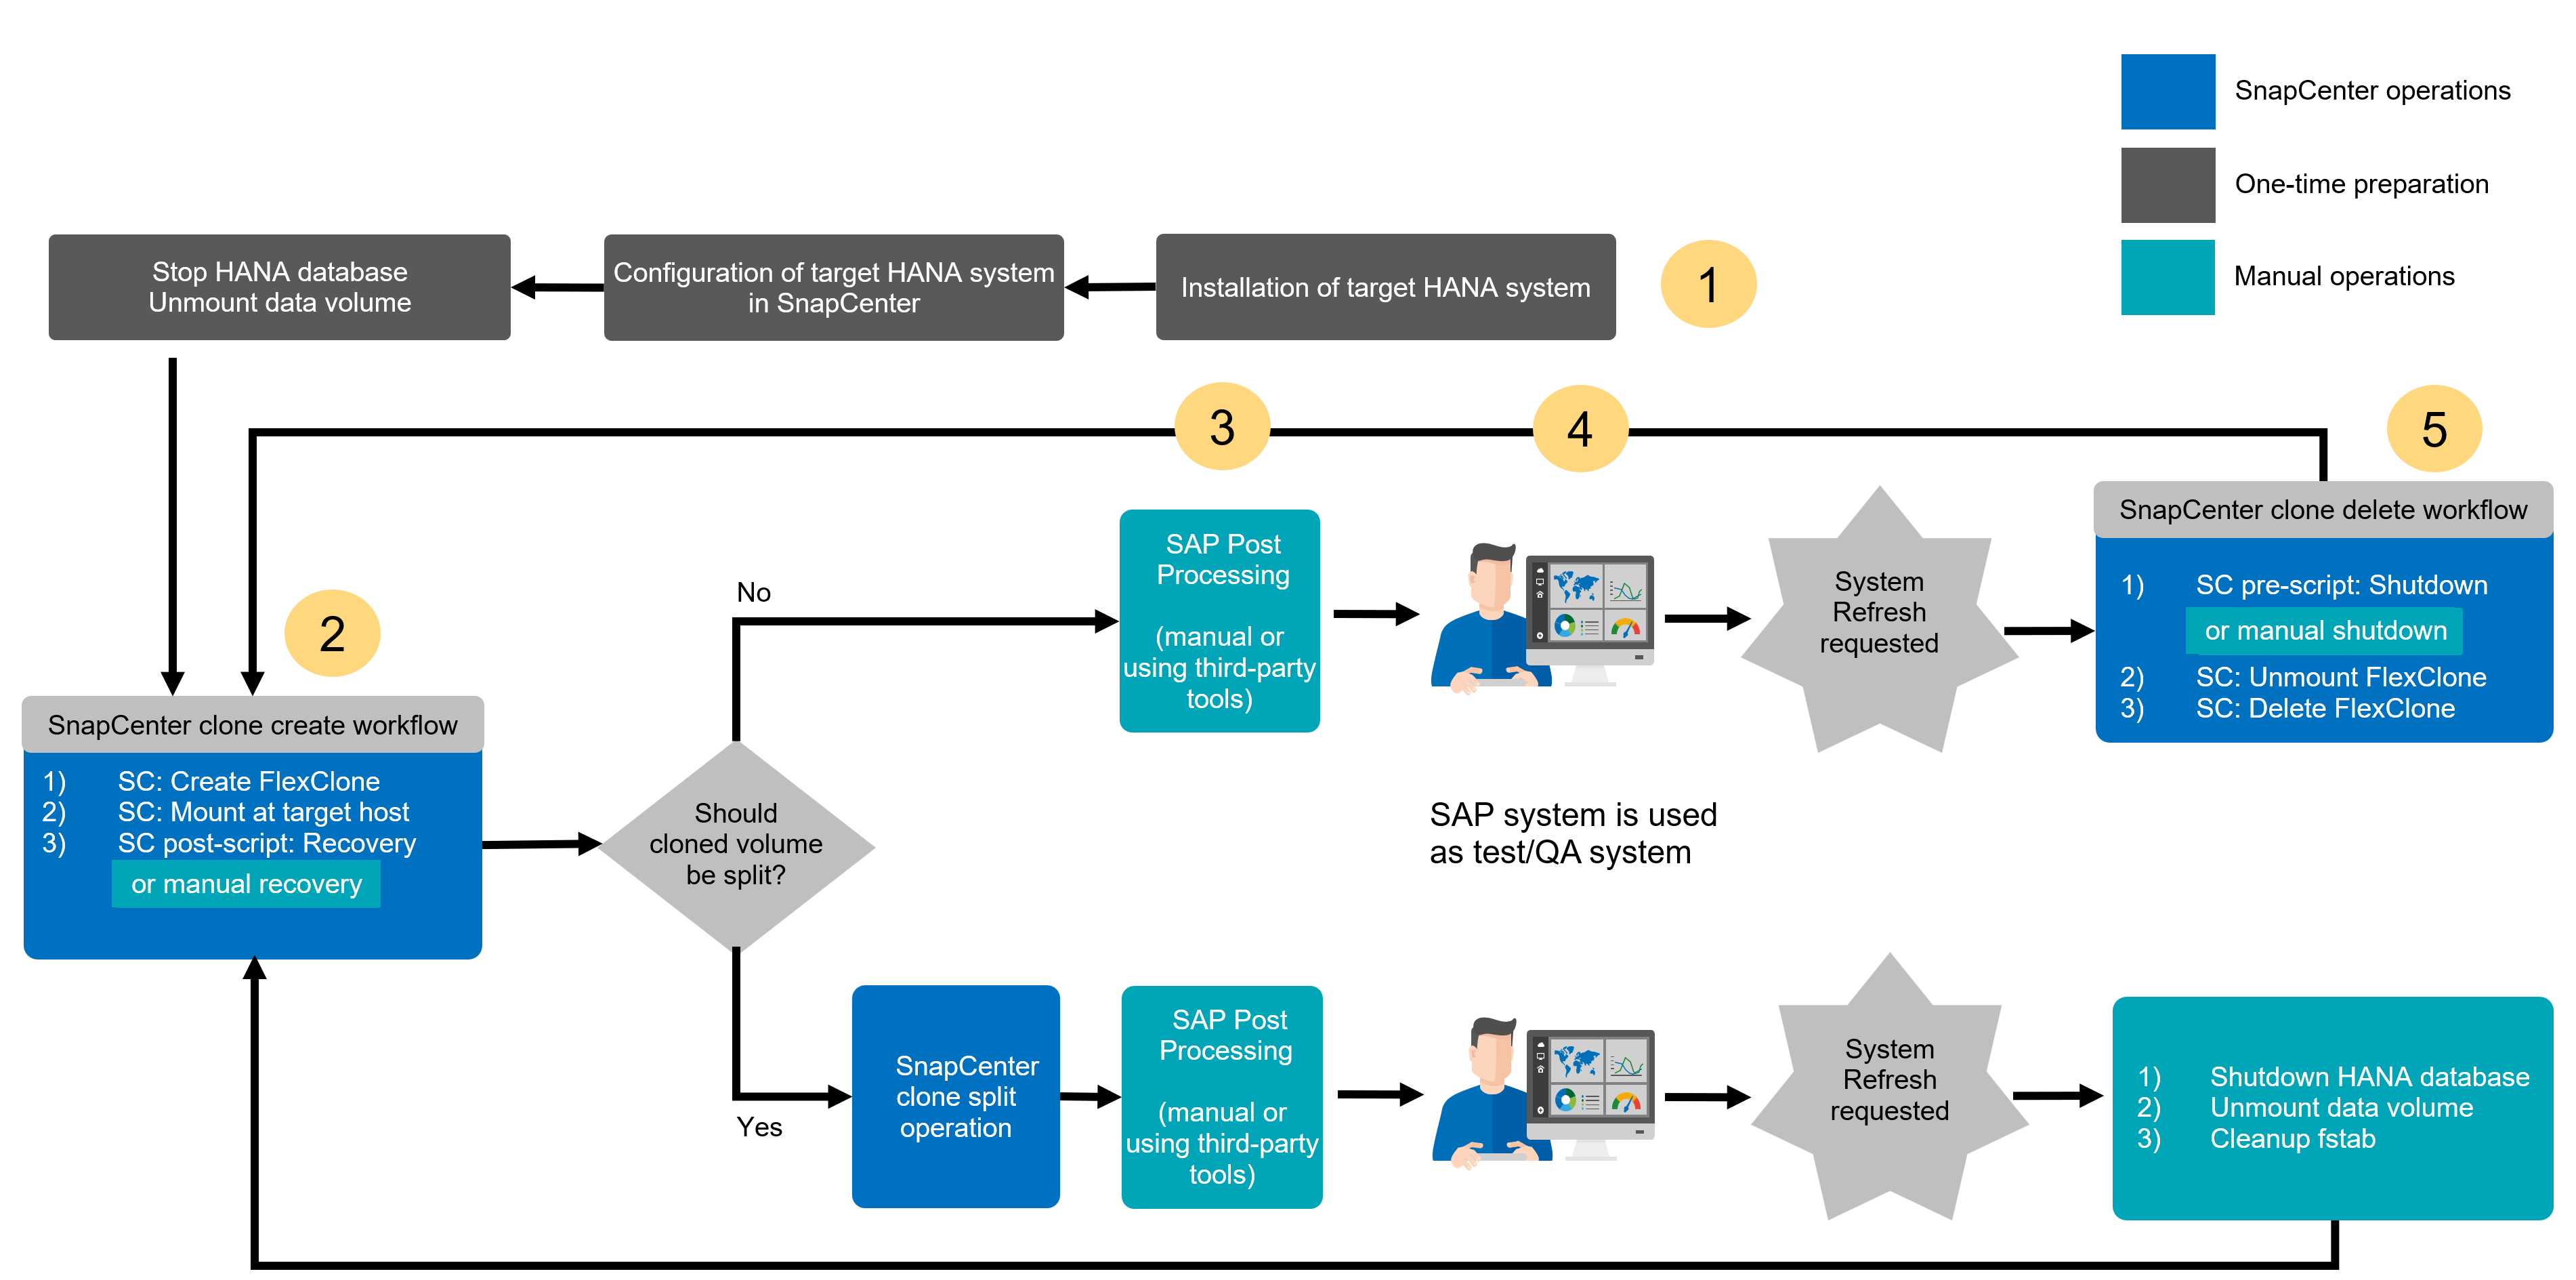 SnapCenter operations
One-time preparation
Manual operations
Stop HANA database
Unmount data volume
Configuration of target HANA system
in SnapCenter
Installation of target HANA system
1
3
4
5
2
SnapCenter clone create workflow
1) SC: Create FlexClone
2) SC: Mount at target host
3) SC post-script: Recovery
or manual recovery
Should
cloned volume
be split?
No
Yes
SAP Post
Processing
(manual or
using third-party
tools)
SAP system is used
as test/QA system
System
Refresh
requested
SnapCenter clone delete workflow
1) SC pre-script: Shutdown
or manual shutdown
2) SC: Unmount FlexClone
3) SC: Delete FlexClone
SnapCenter
clone split
operation
SAP Post
Processing
(manual or
using third-party
tools)
System
Refresh
requested
1) Shutdown HANA database
2) Unmount data volume
3) Cleanup fstab